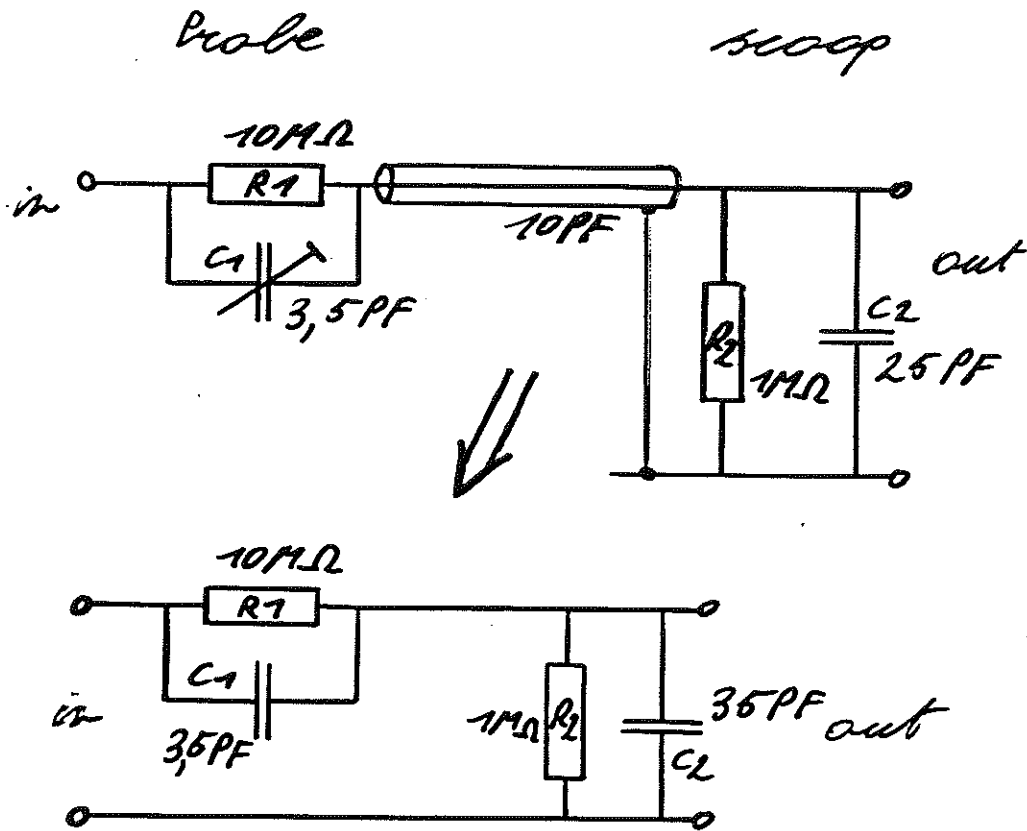 Probe scoop
10MΩ
R1
in
10PF
C1
3,5PF
out
C2
R2
25PF
1MΩ
10MΩ
R1
C1
in
3,5PF
1MΩ
R2
35PF
out
C2